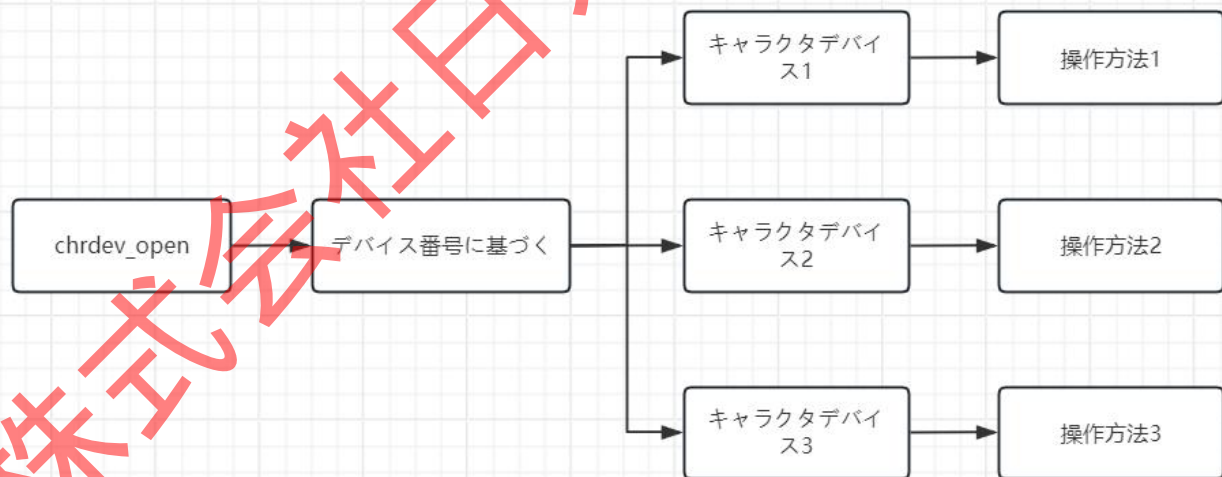 キャラクタデバイ
ス1
操作方法1
chrdev_open
デバイス番号に基づく
キャラクタデバイ
ス2
操作方法2
キャラクタデバイ
ス3
操作方法3
株式会社日